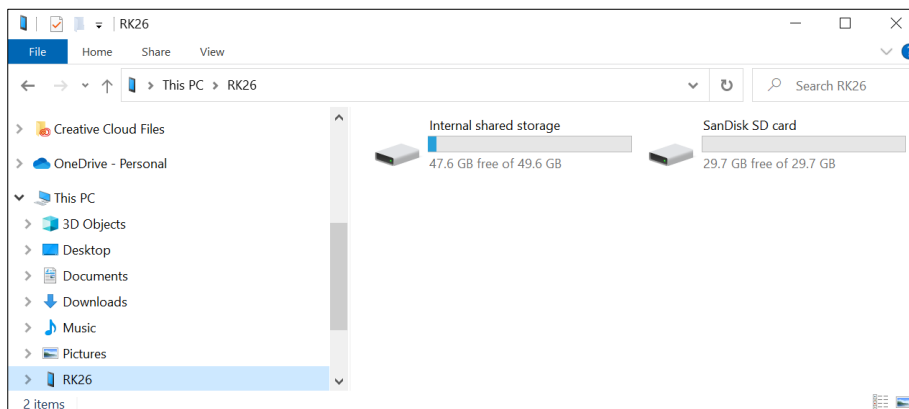 RK26
File Home Share View
This PC > RK26
Search RK26
Creative Cloud Files
OneDrive - Personal
This PC
3D Objects
Desktop
Documents
Downloads
Music
Pictures
RK26
2 items
Internal shared storage
47.6 GB free of 49.6 GB
SanDisk SD card
29.7 GB free of 29.7 GB